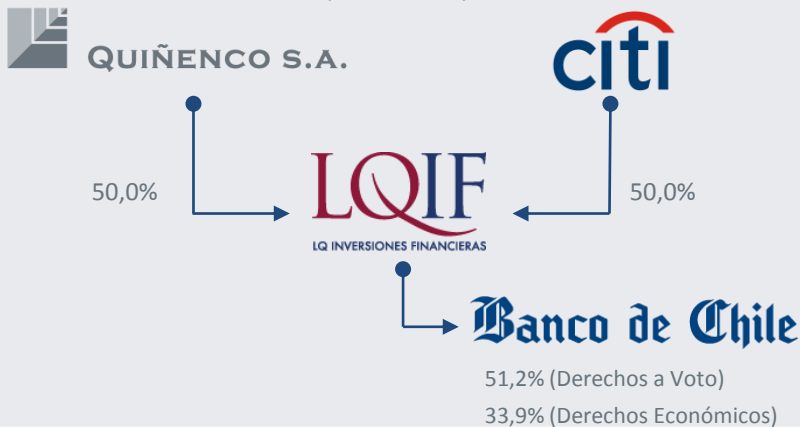 QUIÑENCO S.A.
citi
50,0%
LQIF
50,0%
LQ INVERSIONES FINANCIERAS
Banco de Chile
51,2% (Derechos a Voto)
33,9% (Derechos Económicos)